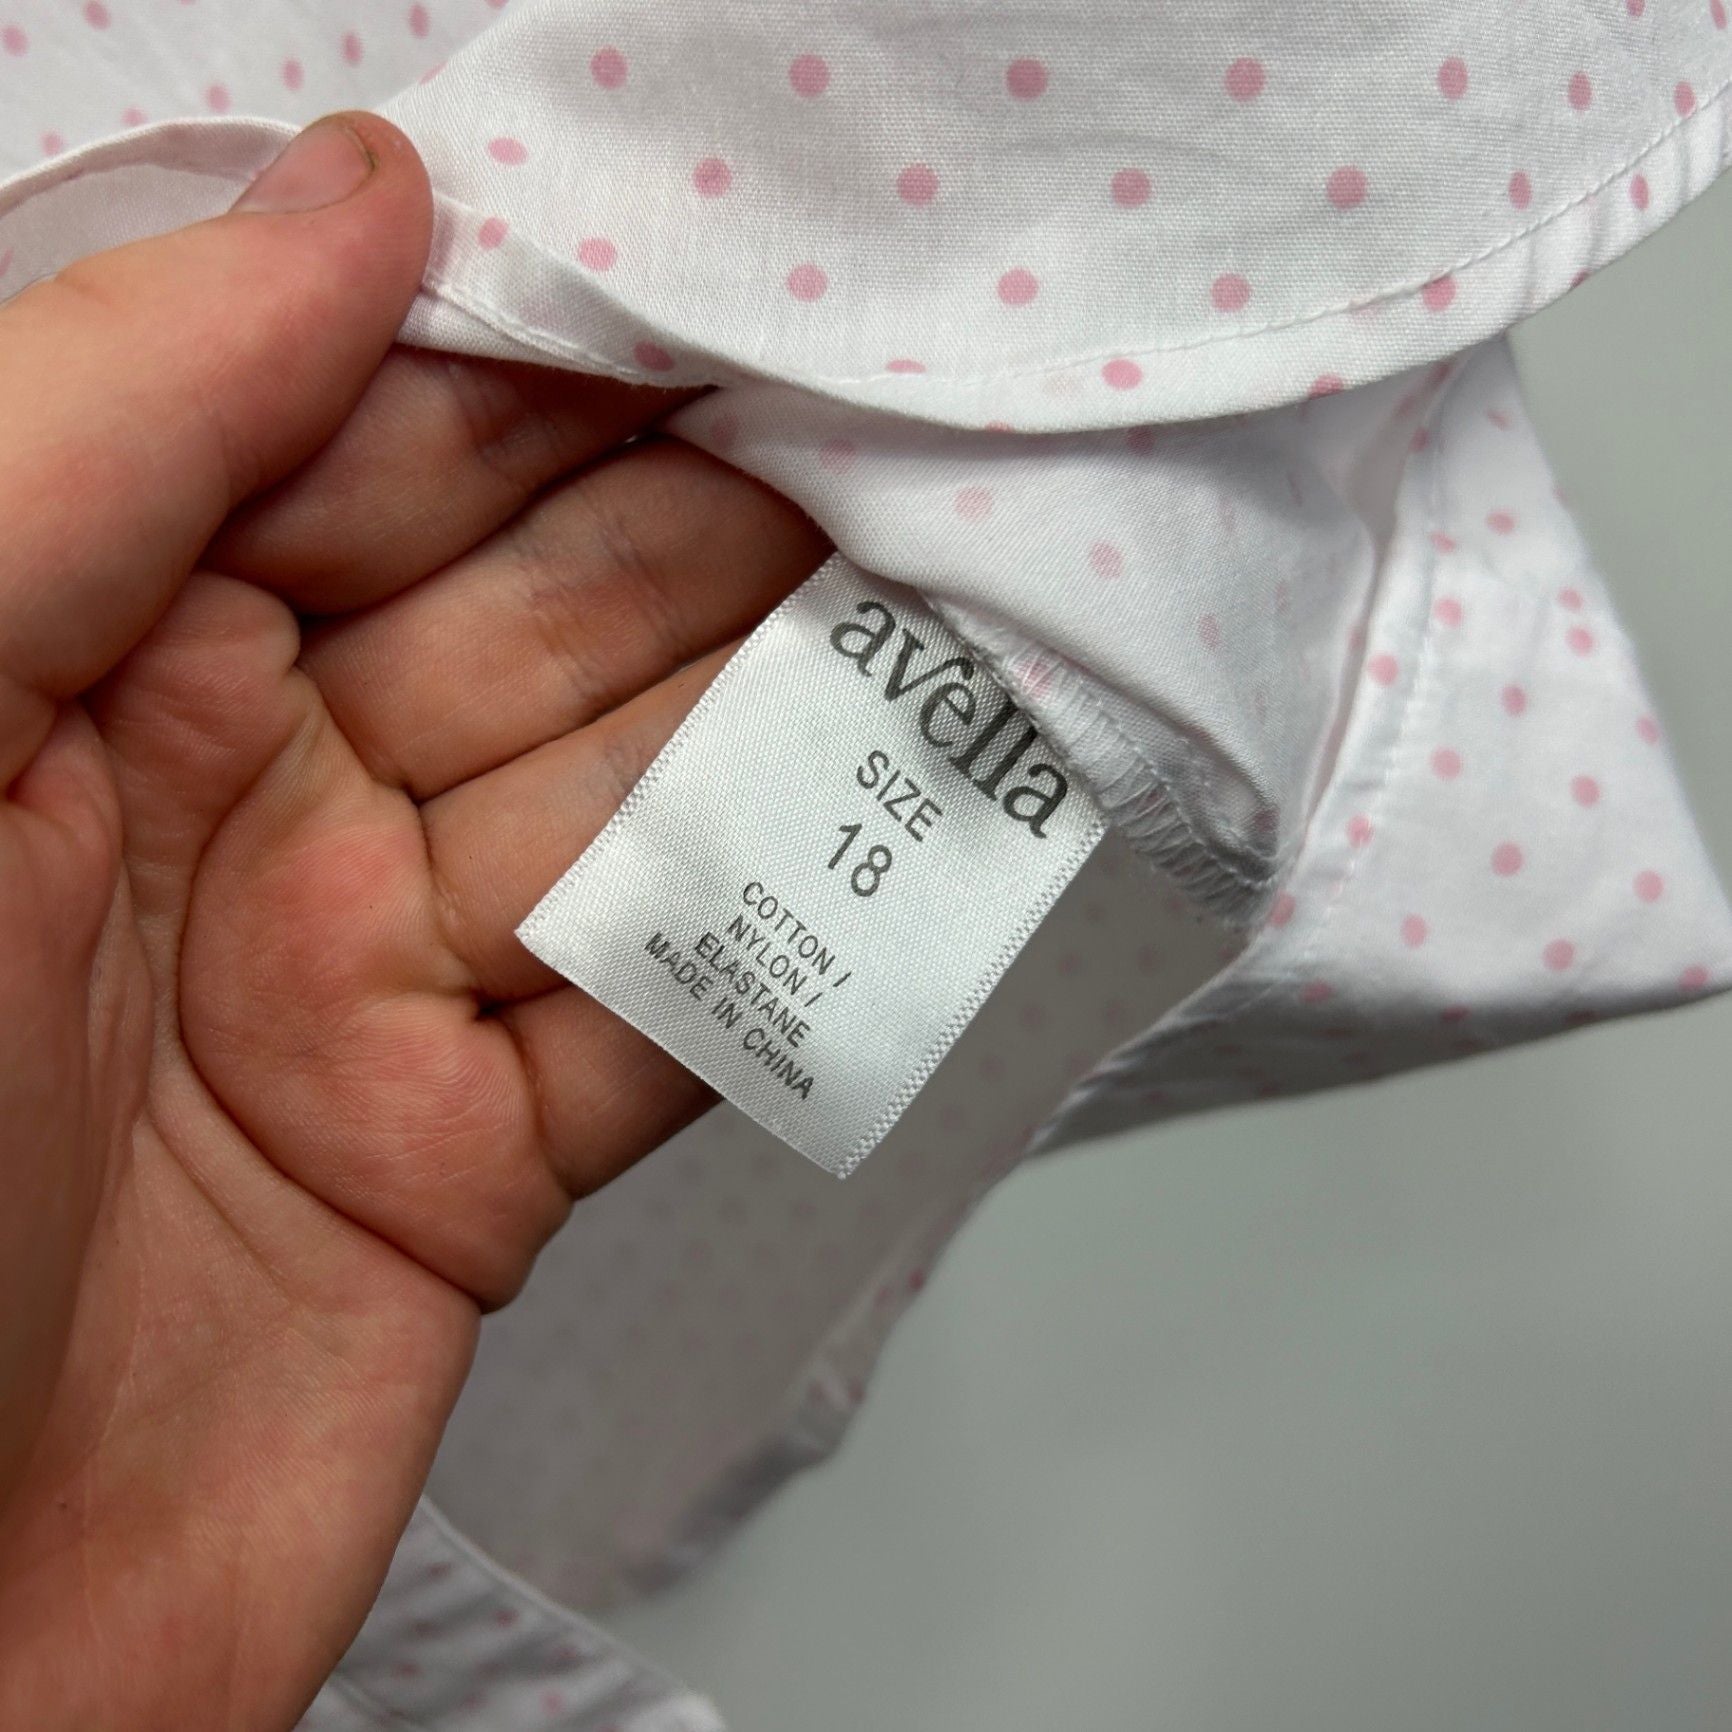 avella
SIZE
18
COTTON /
NYLON /
ELASTANE
MADE IN CHINA